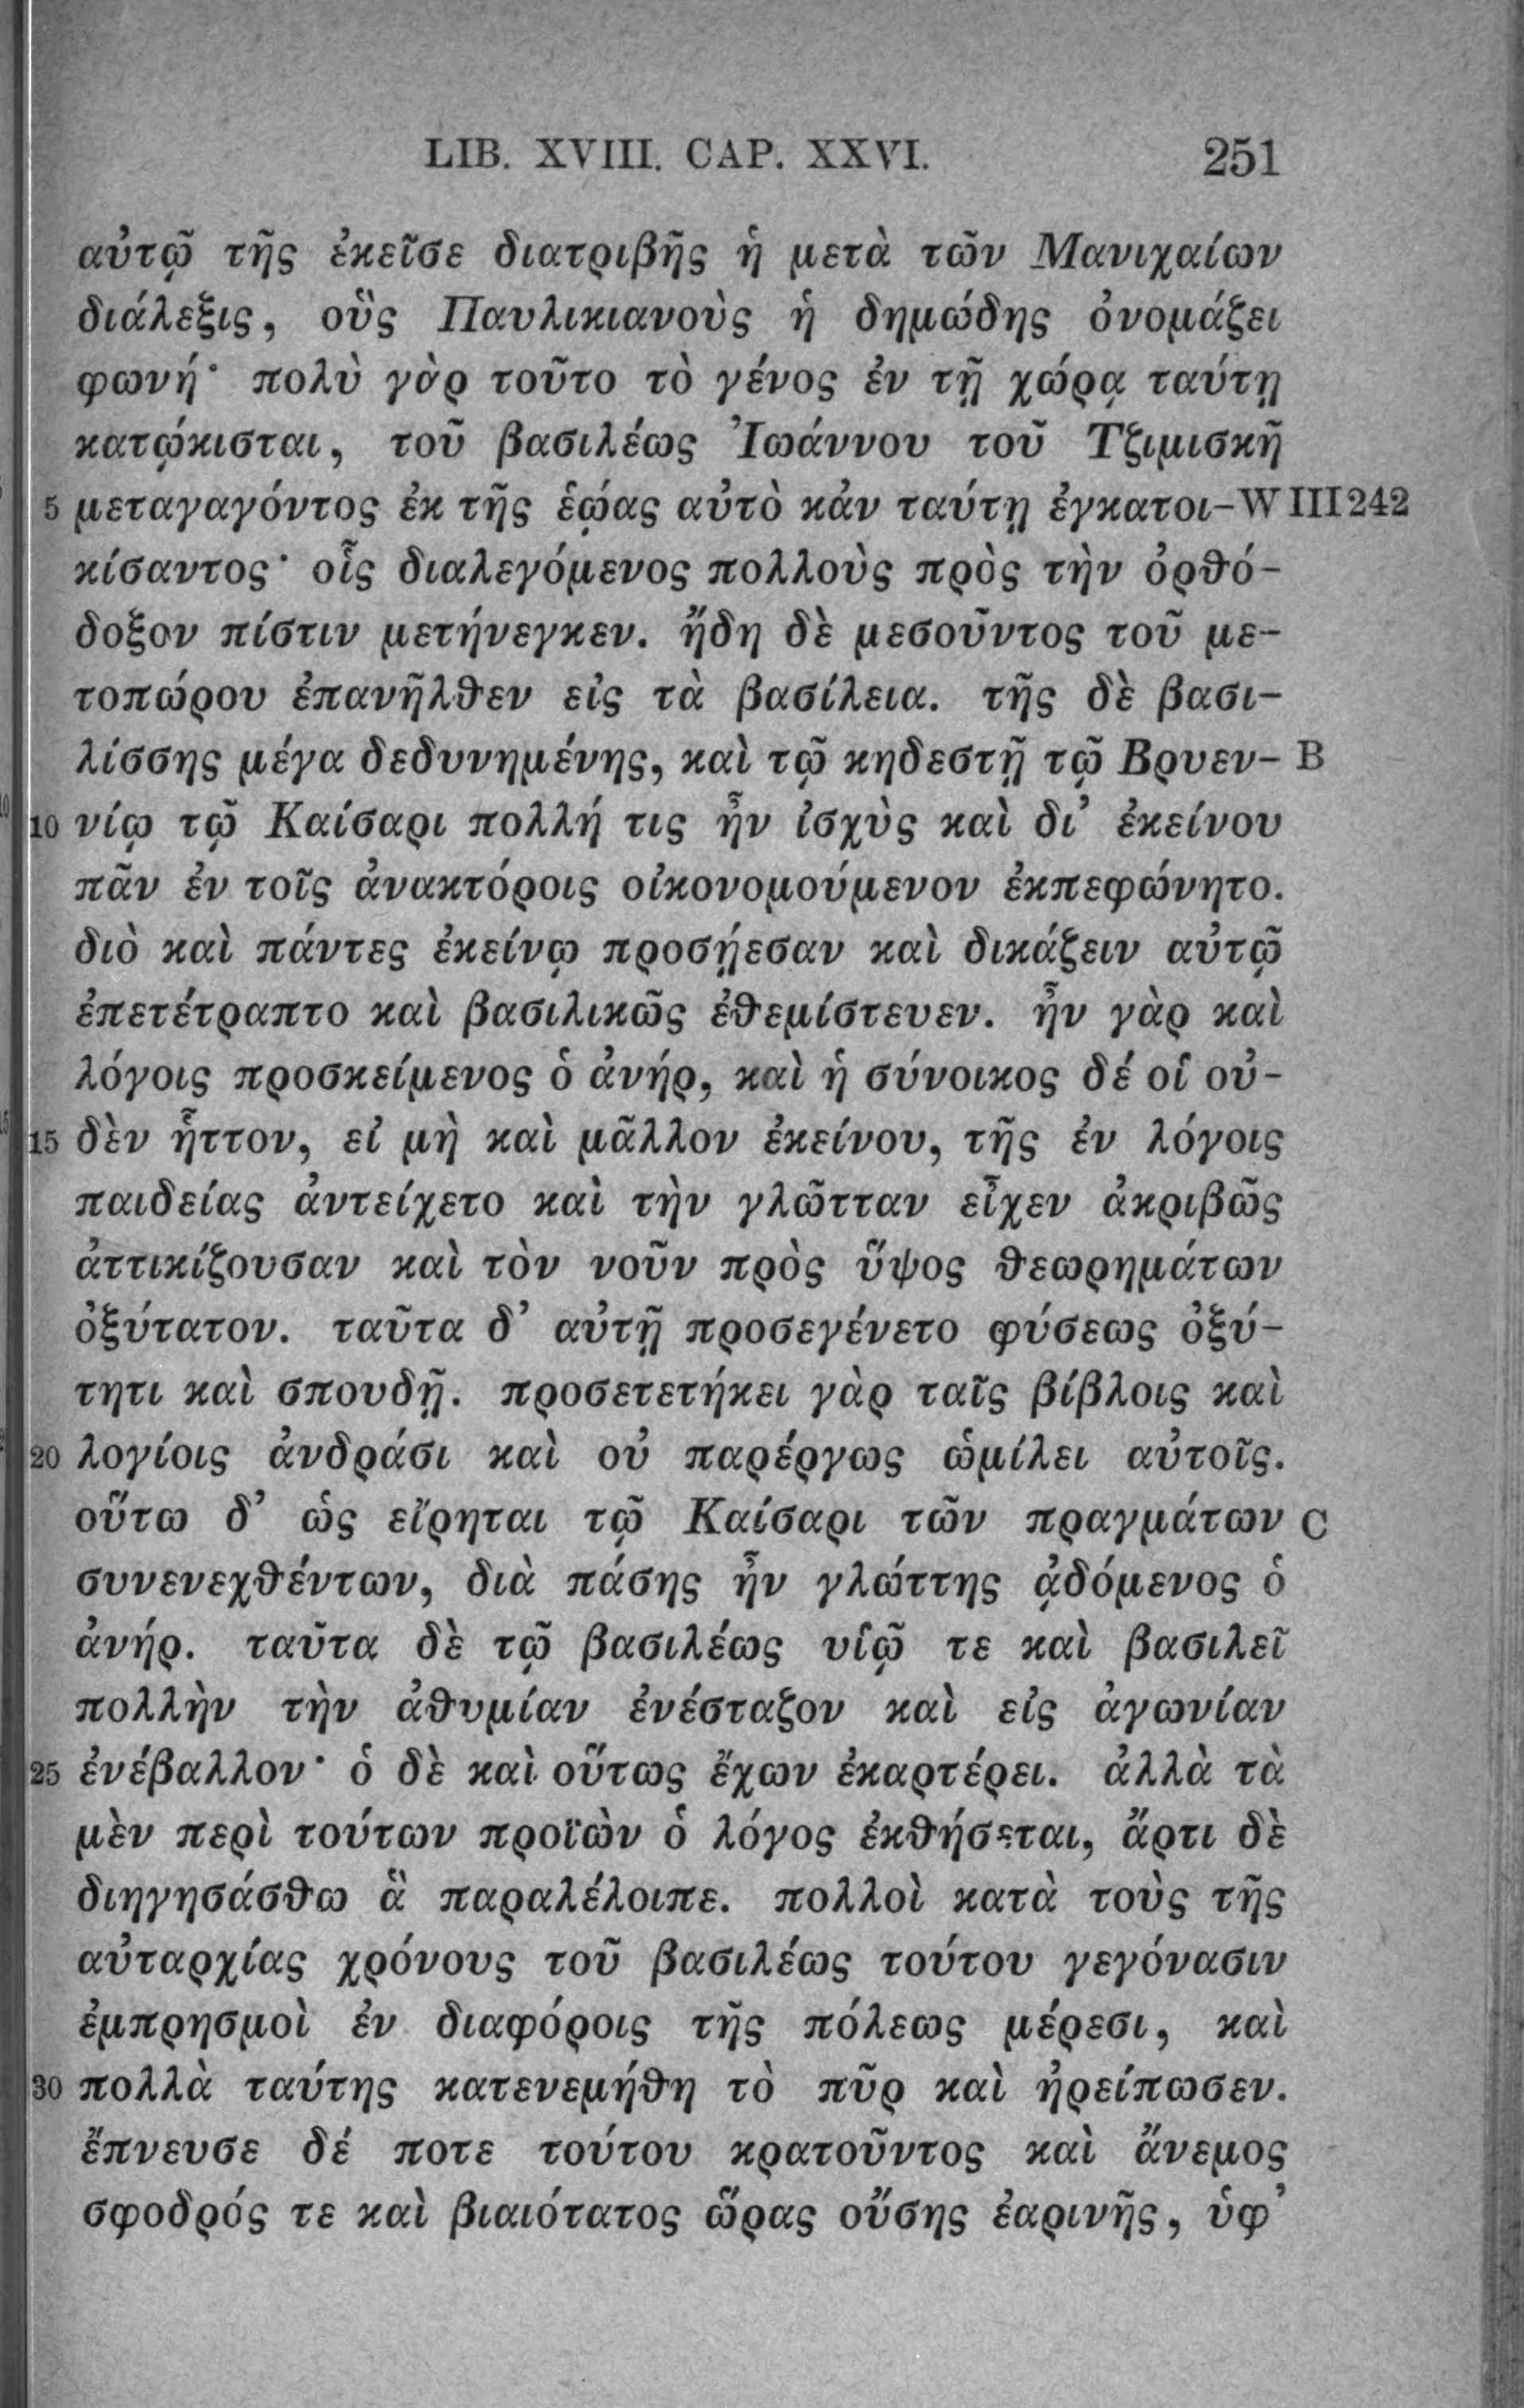 LIB. XVIII. CAP. XXVI. 251
αὐτῷ τῆς ἐκεῖσε διατριβῆς ἡ μετὰ τῶν Μανιχαίων
διάλεξις, οὓς Παυλικιανοὺς ἡ δημώδης ὀνομάζει
φωνή· πολὺ γὰρ τοῦτο τὸ γένος ἐν τῇ χώρᾳ ταύτῃ
κατῴκισται, τοῦ βασιλέως Ἰωάννου τοῦ Τζιμισκῆ
5 μεταγαγόντος ἐκ τῆς ἑῴας αὐτὸ κἀν ταύτῃ ἐγκατοι- W III 242
κίσαντος· οἷς διαλεγόμενος πολλοὺς πρὸς τὴν ὀρθό-
δοξον πίστιν μετήνεγκεν. ἤδη δὲ μεσοῦντος τοῦ με-
τοπώρου ἐπανῆλθεν εἰς τὰ βασίλεια. τῆς δὲ βασι-
λίσσης μέγα δεδυνημένης, καὶ τῷ κηδεστῇ τῷ Βρυεν- B
10 νίῳ τῷ Καίσαρι πολλή τις ἦν ἰσχὺς καὶ δι’ ἐκείνου
πᾶν ἐν τοῖς ἀνακτόροις οἰκονομούμενον ἐκπεφώνητο.
διὸ καὶ πάντες ἐκείνῳ προσῄεσαν καὶ δικάζειν αὐτῷ
ἐπετέτραπτο καὶ βασιλικῶς ἐθεμίστευεν. ἦν γὰρ καὶ
λόγοις προσκείμενος ὁ ἀνήρ, καὶ ἡ σύνοικος δέ οἱ οὐ-
15 δὲν ἧττον, εἰ μὴ καὶ μᾶλλον ἐκείνου, τῆς ἐν λόγοις
παιδείας ἀντείχετο καὶ τὴν γλῶτταν εἶχεν ἀκριβῶς
ἀττικίζουσαν καὶ τὸν νοῦν πρὸς ὕψος θεωρημάτων
ὀξύτατον. ταῦτα δ’ αὐτῇ προσεγένετο φύσεως ὀξύ-
τητι καὶ σπουδῇ. προσετετήκει γὰρ ταῖς βίβλοις καὶ
20 λογίοις ἀνδράσι καὶ οὐ παρέργως ὡμίλει αὐτοῖς.
οὕτω δ’ ὡς εἴρηται τῷ Καίσαρι τῶν πραγμάτων C
συνενεχθέντων, διὰ πάσης ἦν γλώττης ᾀδόμενος ὁ
ἀνήρ. ταῦτα δὲ τῷ βασιλέως υἱῷ τε καὶ βασιλεῖ
πολλὴν τὴν ἀθυμίαν ἐνέσταζον καὶ εἰς ἀγωνίαν
25 ἐνέβαλλον· ὁ δὲ καὶ οὕτως ἔχων ἐκαρτέρει. ἀλλὰ τὰ
μὲν περὶ τούτων προϊὼν ὁ λόγος ἐκθήσεται, ἄρτι δὲ
διηγησάσθω ἃ παραλέλοιπε. πολλοὶ κατὰ τοὺς τῆς
αὐταρχίας χρόνους τοῦ βασιλέως τούτου γεγόνασιν
ἐμπρησμοὶ ἐν διαφόροις τῆς πόλεως μέρεσι, καὶ
30 πολλὰ ταύτης κατενεμήθη τὸ πῦρ καὶ ἠρείπωσεν.
ἔπνευσε δέ ποτε τούτου κρατοῦντος καὶ ἄνεμος
σφοδρός τε καὶ βιαιότατος ὥρας οὔσης ἐαρινῆς, ὑφ’